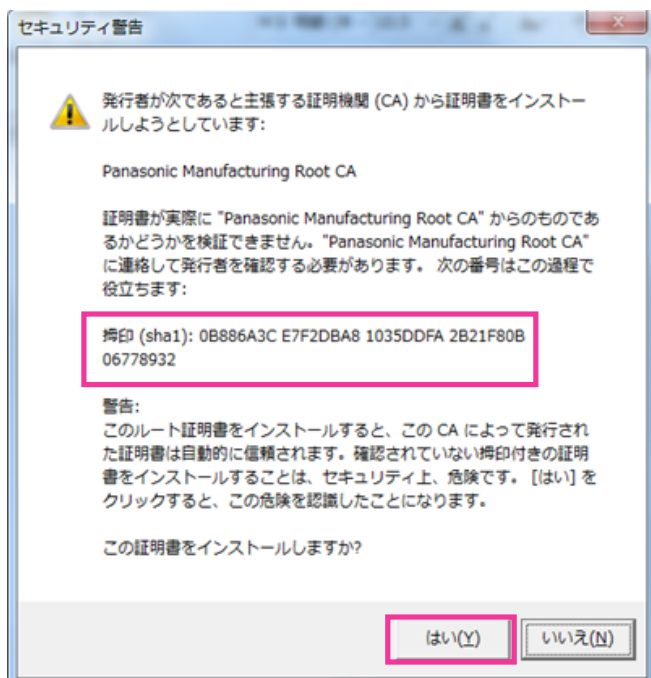 セキュリティ警告
発行者が次であると主張する証明機関 (CA) から証明書をインストー
ルしようとしています:
Panasonic Manufacturing Root CA
証明書が実際に "Panasonic Manufacturing Root CA" からのものであ
るかどうかを検証できません。"Panasonic Manufacturing Root CA"
に連絡して発行者を確認する必要があります。 次の番号はこの過程で
役立ちます:
拇印 (sha1): 0B886A3C E7F2DBA8 1035DDFA 2B21F80B
06778932
警告:
このルート証明書をインストールすると、この CA によって発行され
た証明書は自動的に信頼されます。確認されていない拇印付きの証明
書をインストールすることは、セキュリティ上、危険です。 [はい] を
クリックすると、この危険を認識したことになります。
この証明書をインストールしますか?
はい(Y)
いいえ(N)